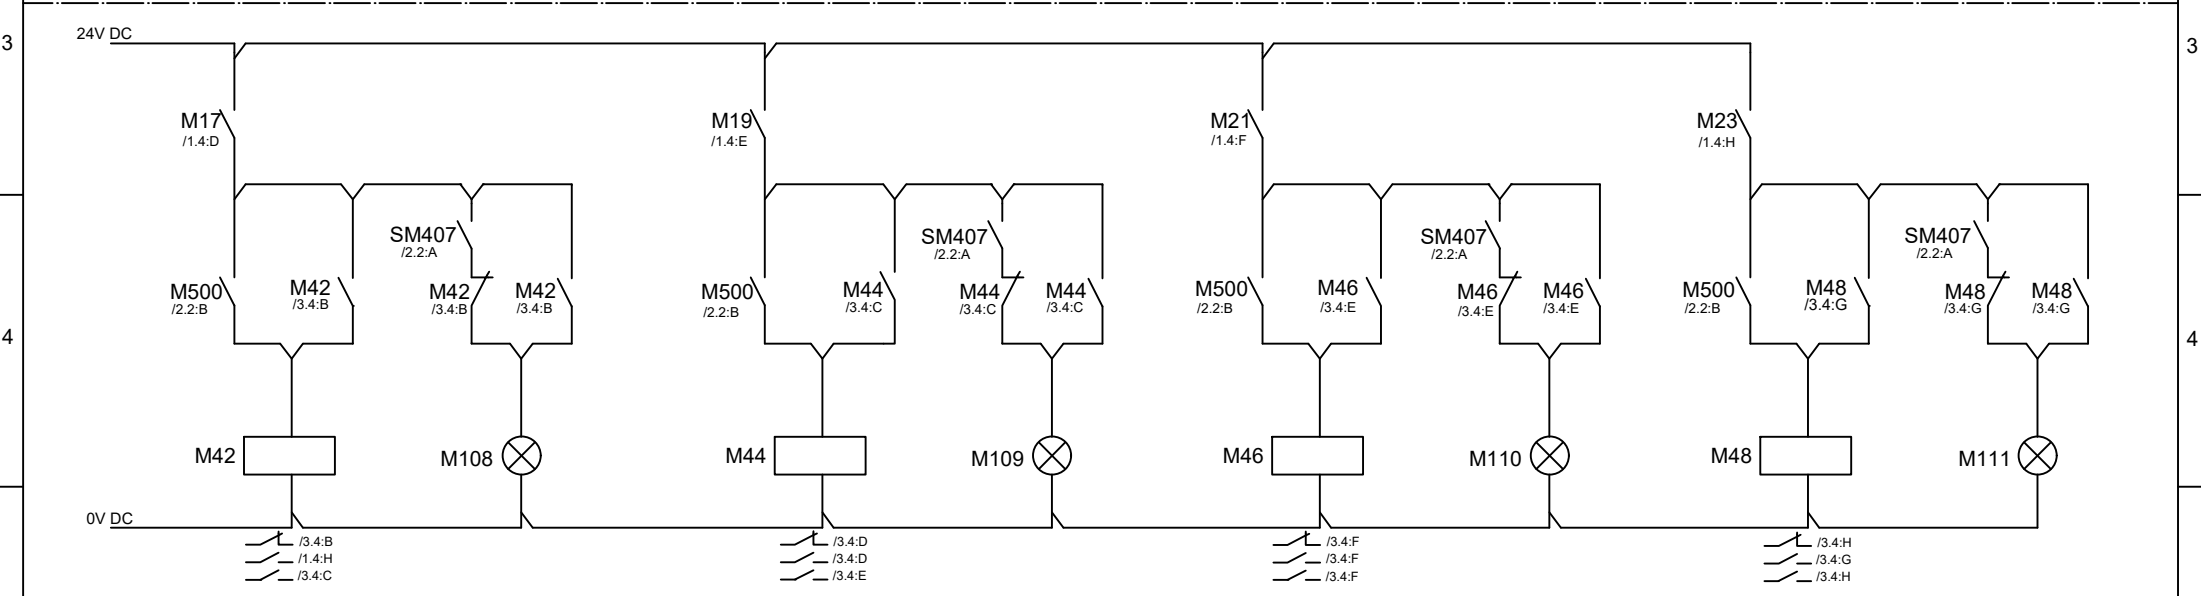 3
24V DC
3
M17
/1.4:D
M19
/1.4:E
M21
/1.4:F
M23
/1.4:H
SM407
/2.2:A
SM407
/2.2:A
SM407
/2.2:A
SM407
/2.2:A
M500
/2.2:B
M42
/3.4:B
M42
/3.4:B
M42
/3.4:B
M500
/2.2:B
M44
/3.4:C
M44
/3.4:C
M44
/3.4:C
M500
/2.2:B
M46
/3.4:E
M46
/3.4:E
M46
/3.4:E
M500
/2.2:B
M48
/3.4:G
M48
/3.4:G
M48
/3.4:G
4
4
M42
M108
M44
M109
M46
M110
M48
M111
0V DC
/3.4:B
/1.4:H
/3.4:C
/3.4:D
/3.4:D
/3.4:E
/3.4:F
/3.4:F
/3.4:F
/3.4:H
/3.4:G
/3.4:H